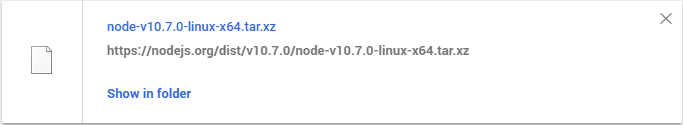 node-v10.7.0-linux-x64.tar.xz
https://nodejs.org/dist/v10.7.0/node-v10.7.0-linux-x64.tar.xz
Show in folder